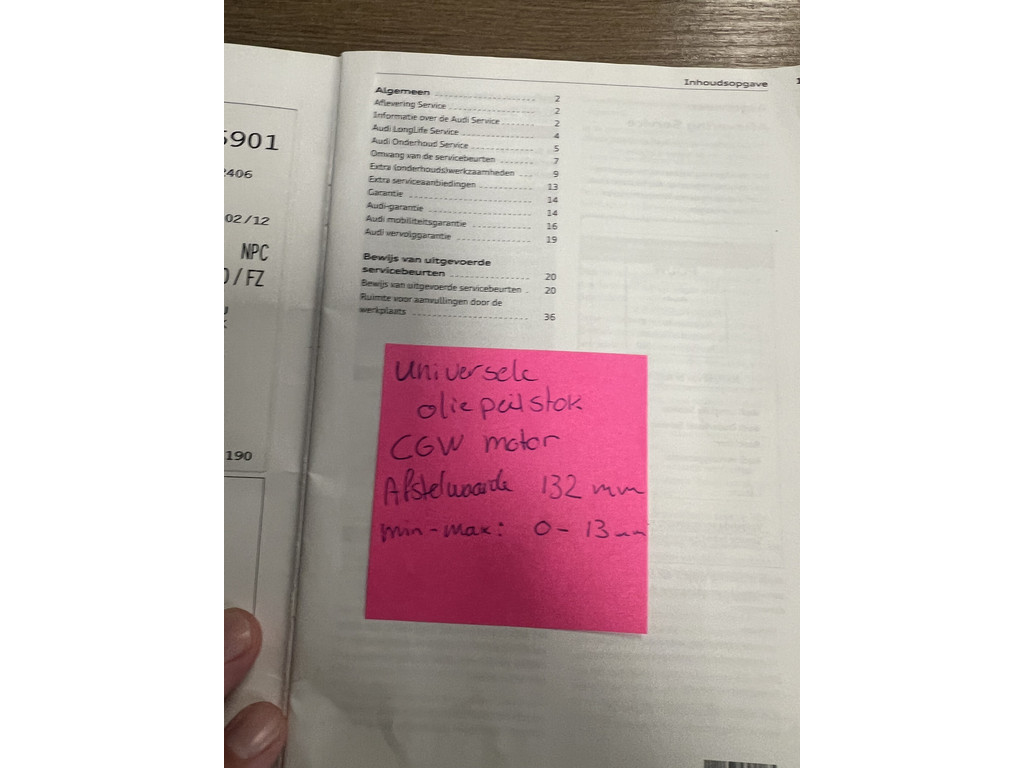 5901
2406
02/12
NPC
0/FZ
190
Inhoudsopgave
Algemeen 2
Aflevering Service 2
Informatie over de Audi Service 2
Audi LongLife Service 4
Audi Onderhoud Service 5
Omvang van de servicebeurten 7
Extra (onderhouds)werkzaamheden 9
Extra serviceaanbiedingen 13
Garantie 14
Audi-garantie 14
Audi mobiliteitsgarantie 16
Audi vervolggarantie 19
Bewijs van uitgevoerde
servicebeurten 20
Bewijs van uitgevoerde servicebeurten 20
Ruimte voor aanvullingen door de
werkplaats 36
Universele
oliepeilstok
CGW motor
Afstelwaarde 132 mm
min-max: 0-13 mm